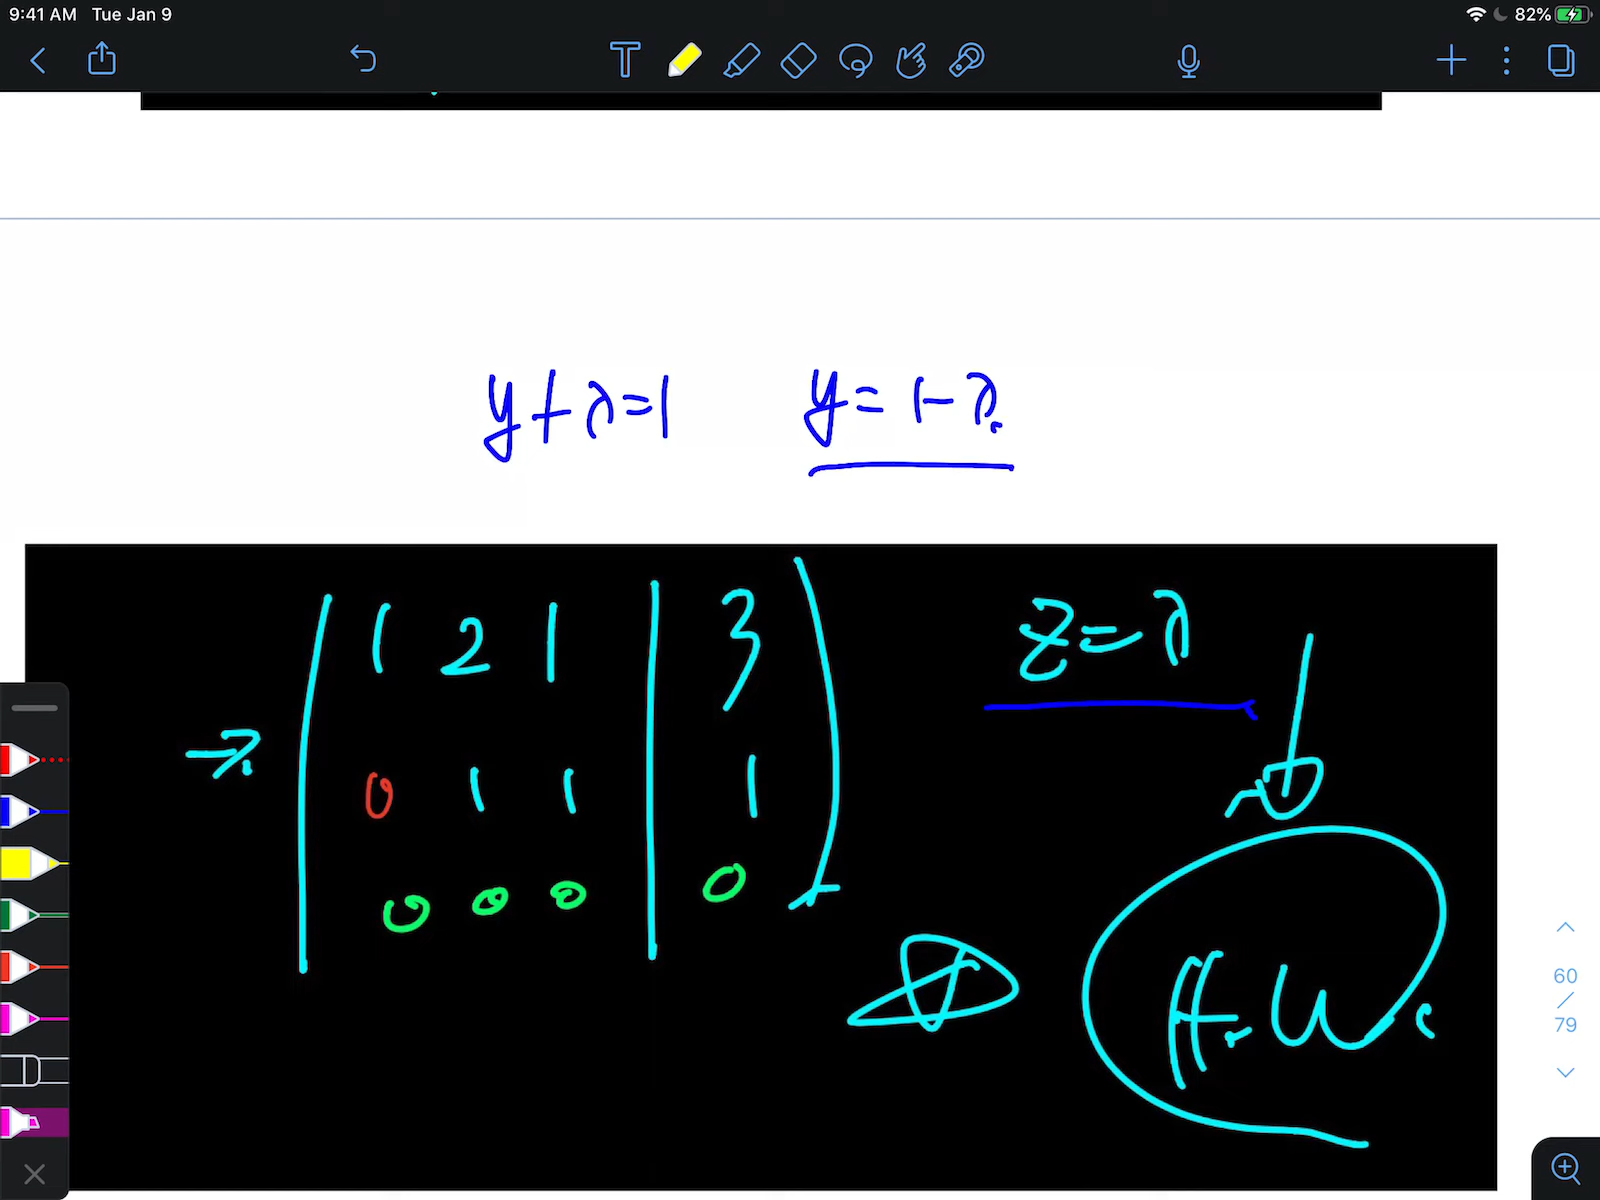 9:41 AM Tue Jan 9
82%
T
y+λ=1 y=1-λ.
1 2 1 | 3
z=λ
→ 0 1 1 | 1
0 0 0 | 0
H.W.
60
/
79